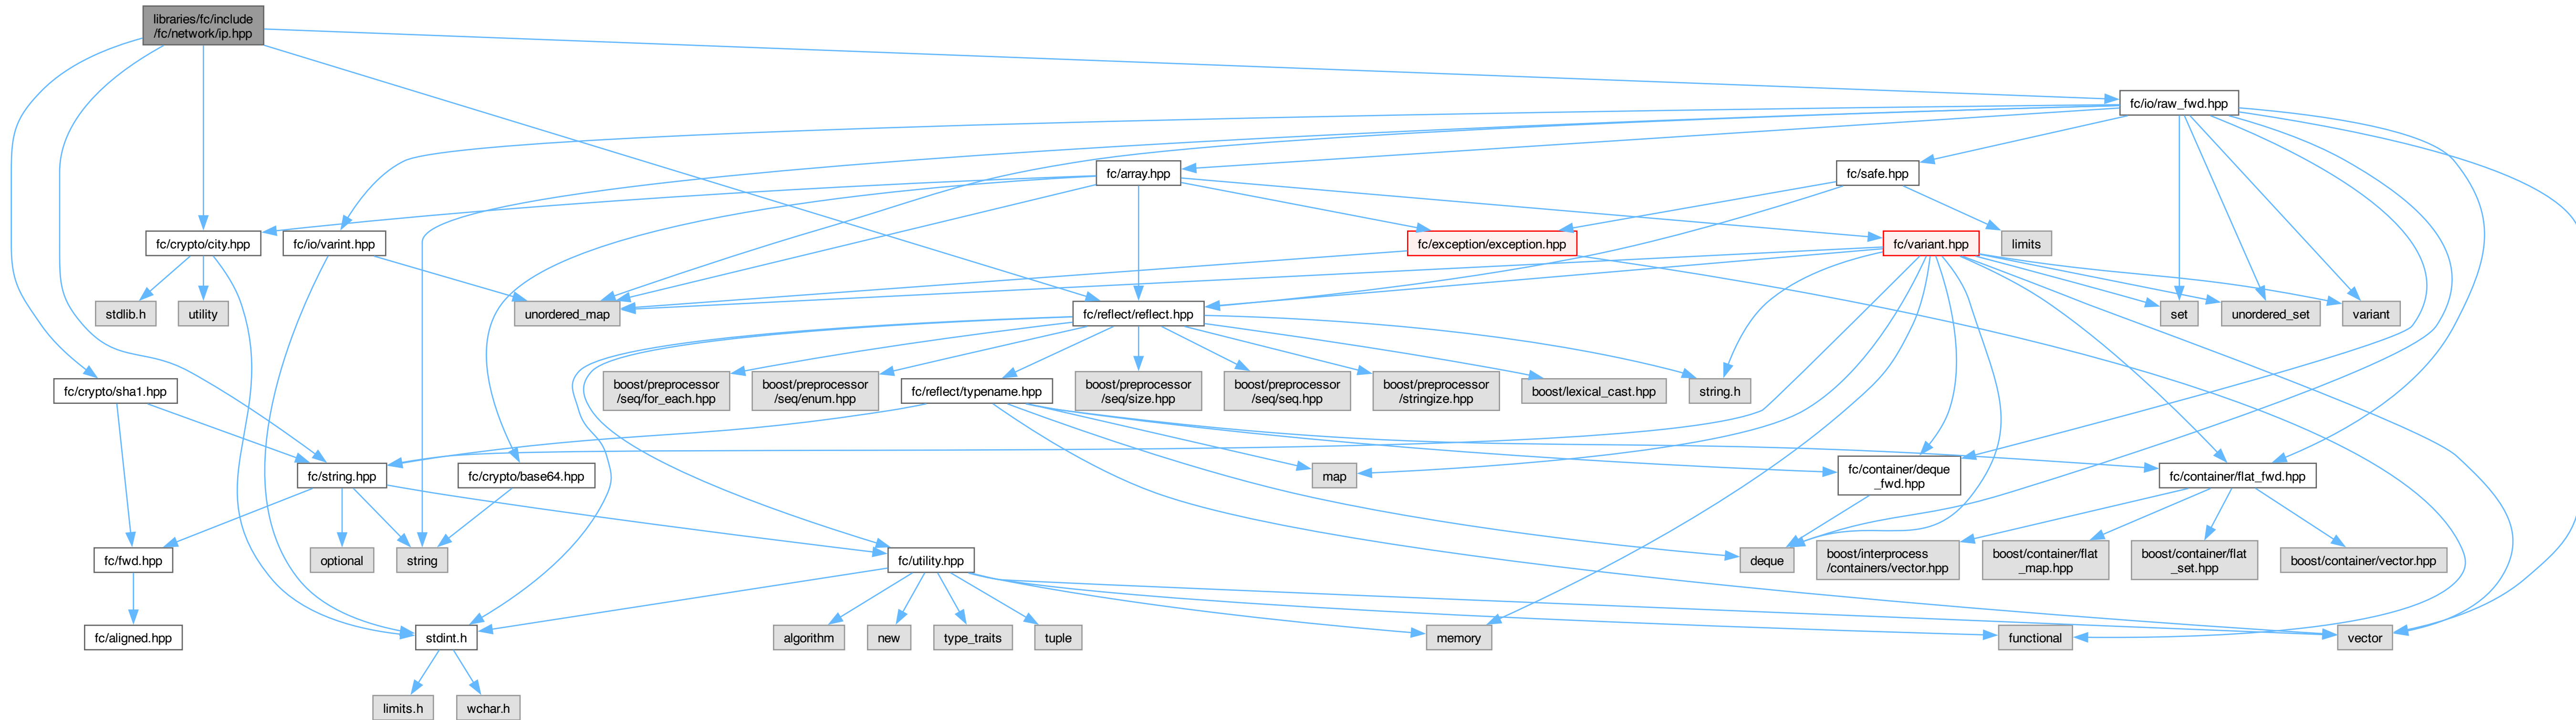 libraries/fc/include
/fc/network/ip.hpp
fc/io/raw_fwd.hpp
fc/array.hpp
fc/safe.hpp
fc/crypto/city.hpp
fc/io/varint.hpp
fc/exception/exception.hpp
fc/variant.hpp
limits
stdlib.h
utility
unordered_map
fc/reflect/reflect.hpp
set
unordered_set
variant
fc/crypto/sha1.hpp
boost/preprocessor
/seq/for_each.hpp
boost/preprocessor
/seq/enum.hpp
fc/reflect/typename.hpp
boost/preprocessor
/seq/size.hpp
boost/preprocessor
/seq/seq.hpp
boost/preprocessor
/stringize.hpp
boost/lexical_cast.hpp
string.h
fc/string.hpp
fc/crypto/base64.hpp
map
fc/container/deque
_fwd.hpp
fc/container/flat_fwd.hpp
fc/fwd.hpp
optional
string
fc/utility.hpp
deque
boost/interprocess
/containers/vector.hpp
boost/container/flat
_map.hpp
boost/container/flat
_set.hpp
boost/container/vector.hpp
fc/aligned.hpp
stdint.h
algorithm
new
type_traits
tuple
memory
functional
vector
limits.h
wchar.h